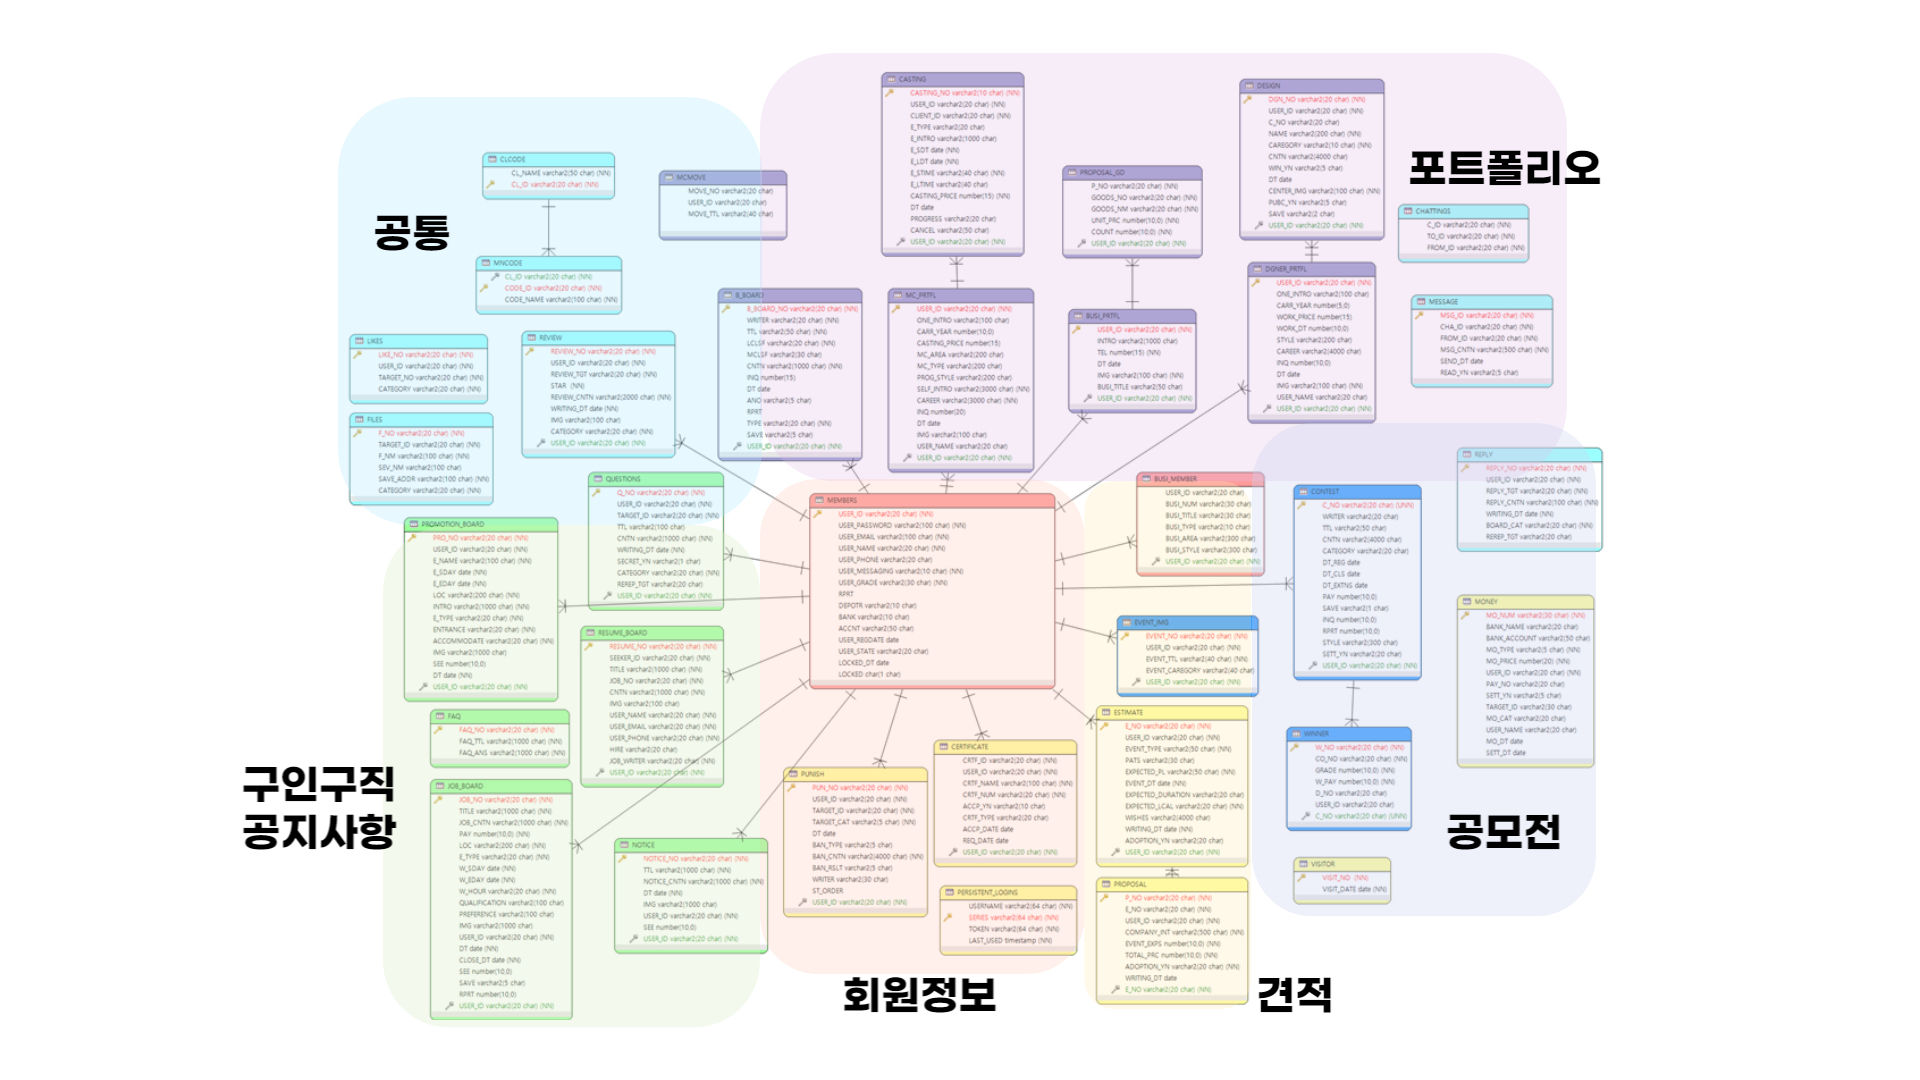 공통
포트폴리오
구인구직
공지사항
회원정보
견적
공모전
CLCODE
CL_NAME varchar2(50 char) (NN)
CL_ID varchar2(20 char) (NN)
MNCODE
CL_ID varchar2(20 char) (NN)
CODE_ID varchar2(20 char) (NN)
CODE_NAME varchar2(100 char) (NN)
MCMOVE
MOVE_NO varchar2(20 char)
USER_ID varchar2(20 char)
MOVE_TTL varchar2(40 char)
LIKES
LIKE_NO varchar2(20 char) (NN)
USER_ID varchar2(20 char) (NN)
TARGET_NO varchar2(20 char) (NN)
CATEGORY varchar2(20 char) (NN)
FILES
F_NO varchar2(20 char) (NN)
TARGET_ID varchar2(20 char) (NN)
F_NM varchar2(100 char) (NN)
SEV_NM varchar2(100 char)
SAVE_ADDR varchar2(100 char) (NN)
CATEGORY varchar2(20 char) (NN)
REVIEW
REVIEW_NO varchar2(20 char) (NN)
USER_ID varchar2(20 char) (NN)
REVIEW_TGT varchar2(20 char) (NN)
STAR (NN)
REVIEW_CNTN varchar2(2000 char) (NN)
WRITING_DT date (NN)
IMG varchar2(100 char)
CATEGORY varchar2(20 char) (NN)
USER_ID varchar2(20 char) (NN)
B_BOARD
B_BOARD_NO varchar2(20 char) (NN)
WRITER varchar2(20 char) (NN)
TTL varchar2(50 char) (NN)
LCLSF varchar2(30 char)
MCLSF varchar2(30 char)
CNTN varchar2(1000 char) (NN)
INQ number(15)
DT date
ANO varchar2(5 char)
RPRT
TYPE varchar2(20 char) (NN)
SAVE varchar2(5 char)
USER_ID varchar2(20 char) (NN)
CASTING
CASTING_NO varchar2(10 char) (NN)
USER_ID varchar2(20 char) (NN)
CLIENT_ID varchar2(20 char) (NN)
E_TYPE varchar2(20 char)
E_INTRO varchar2(1000 char)
E_SDT date (NN)
E_LDT date (NN)
E_STIME varchar2(40 char) (NN)
E_LTIME varchar2(40 char)
CASTING_PRICE number(15) (NN)
DT date
PROGRESS varchar2(20 char)
CANCEL varchar2(50 char)
USER_ID varchar2(20 char) (NN)
MC_PRTFL
USER_ID varchar2(20 char) (NN)
ONE_INTRO varchar2(100 char)
CARR_YEAR number(10,0)
CASTING_PRICE number(15)
MC_AREA varchar2(200 char)
MC_TYPE varchar2(200 char)
PROG_STYLE varchar2(200 char)
SELF_INTRO varchar2(3000 char) (NN)
CAREER varchar2(3000 char) (NN)
INQ number(20)
DT date
IMG varchar2(100 char)
USER_NAME varchar2(20 char)
USER_ID varchar2(20 char) (NN)
PROPOSAL_GD
P_NO varchar2(20 char) (NN)
GOODS_NO varchar2(20 char) (NN)
GOODS_NM varchar2(20 char) (NN)
UNIT_PRC number(10,0) (NN)
COUNT number(10,0) (NN)
USER_ID varchar2(20 char) (NN)
BUSI_PRTFL
USER_ID varchar2(20 char) (NN)
INTRO varchar2(1000 char)
TEL number(15) (NN)
DT date
IMG varchar2(100 char) (NN)
BUSI_TITLE varchar2(50 char)
USER_ID varchar2(20 char) (NN)
DESIGN
DGN_NO varchar2(20 char) (NN)
USER_ID varchar2(20 char) (NN)
C_NO varchar2(20 char)
NAME varchar2(200 char) (NN)
CAREGORY varchar2(10 char) (NN)
CNTN varchar2(4000 char)
WIN_YN varchar2(5 char)
DT date
CENTER_IMG varchar2(100 char) (NN)
PUBC_YN varchar2(5 char)
SAVE varchar2(2 char)
USER_ID varchar2(20 char) (NN)
DGNER_PRTFL
USER_ID varchar2(20 char) (NN)
ONE_INTRO varchar2(100 char)
CARR_YEAR number(5,0)
WORK_PRICE number(15)
WORK_DT number(10,0)
STYLE varchar2(200 char)
CAREER varchar2(4000 char)
INQ number(10,0)
DT date
IMG varchar2(100 char) (NN)
USER_NAME varchar2(20 char)
USER_ID varchar2(20 char) (NN)
CHATTINGS
C_ID varchar2(20 char) (NN)
TO_ID varchar2(20 char) (NN)
FROM_ID varchar2(20 char) (NN)
MESSAGE
MSG_ID varchar2(20 char) (NN)
CHA_ID varchar2(20 char) (NN)
FROM_ID varchar2(20 char) (NN)
MSG_CNTN varchar2(500 char) (NN)
SEND_DT date
READ_YN varchar2(5 char)
QUESTIONS
Q_NO varchar2(20 char) (NN)
USER_ID varchar2(20 char) (NN)
TARGET_ID varchar2(20 char) (NN)
TTL varchar2(100 char)
CNTN varchar2(1000 char) (NN)
WRITING_DT date (NN)
SECRET_YN varchar2(1 char)
CATEGORY varchar2(20 char) (NN)
REREP_TGT varchar2(20 char)
USER_ID varchar2(20 char) (NN)
PROMOTION_BOARD
PRO_NO varchar2(20 char) (NN)
USER_ID varchar2(20 char) (NN)
E_NAME varchar2(100 char) (NN)
E_SDAY date (NN)
E_EDAY date (NN)
LOC varchar2(200 char) (NN)
INTRO varchar2(1000 char) (NN)
E_TYPE varchar2(20 char) (NN)
ENTRANCE varchar2(20 char) (NN)
ACCOMMODATE varchar2(20 char) (NN)
IMG varchar2(1000 char)
SEE number(10,0)
DT date (NN)
USER_ID varchar2(20 char) (NN)
RESUME_BOARD
RESUME_NO varchar2(20 char) (NN)
SEEKER_ID varchar2(20 char) (NN)
TITLE varchar2(1000 char) (NN)
JOB_NO varchar2(20 char) (NN)
CNTN varchar2(1000 char) (NN)
IMG varchar2(100 char)
USER_NAME varchar2(20 char) (NN)
USER_EMAIL varchar2(20 char) (NN)
USER_PHONE varchar2(20 char) (NN)
HIRE varchar2(20 char)
JOB_WRITER varchar2(20 char) (NN)
USER_ID varchar2(20 char) (NN)
FAQ
FAQ_NO varchar2(20 char) (NN)
FAQ_TTL varchar2(1000 char) (NN)
FAQ_ANS varchar2(1000 char) (NN)
JOB_BOARD
JOB_NO varchar2(20 char) (NN)
TITLE varchar2(1000 char) (NN)
JOB_CNTN varchar2(1000 char) (NN)
PAY number(10,0) (NN)
LOC varchar2(200 char) (NN)
E_TYPE varchar2(20 char) (NN)
W_SDAY date (NN)
W_EDAY date (NN)
W_HOUR varchar2(20 char) (NN)
QUALIFICATION varchar2(100 char)
PREFERENCE varchar2(100 char)
IMG varchar2(1000 char)
USER_ID varchar2(20 char) (NN)
DT date (NN)
CLOSE_DT date (NN)
SEE number(10,0)
SAVE varchar2(5 char)
RPRT number(10,0)
USER_ID varchar2(20 char) (NN)
NOTICE
NOTICE_NO varchar2(20 char) (NN)
TTL varchar2(1000 char) (NN)
NOTICE_CNTN varchar2(1000 char) (NN)
DT date (NN)
IMG varchar2(1000 char)
USER_ID varchar2(20 char) (NN)
SEE number(10,0)
USER_ID varchar2(20 char) (NN)
MEMBERS
USER_ID varchar2(20 char) (NN)
USER_PASSWORD varchar2(100 char) (NN)
USER_EMAIL varchar2(100 char) (NN)
USER_NAME varchar2(20 char) (NN)
USER_PHONE varchar2(20 char)
USER_MESSAGING varchar2(10 char) (NN)
USER_GRADE varchar2(30 char) (NN)
RPRT
DEPOTR varchar2(10 char)
BANK varchar2(10 char)
ACCNT varchar2(50 char)
USER_REGDATE date
USER_STATE varchar2(20 char)
LOCKED_DT date
LOCKED char(1 char)
PUNISH
PUN_NO varchar2(20 char) (NN)
USER_ID varchar2(20 char) (NN)
TARGET_ID varchar2(20 char) (NN)
TARGET_CAT varchar2(5 char) (NN)
DT date
BAN_TYPE varchar2(5 char)
BAN_CNTN varchar2(4000 char) (NN)
BAN_RSLT varchar2(5 char)
WRITER varchar2(30 char)
ST_ORDER
USER_ID varchar2(20 char) (NN)
CERTIFICATE
CRTF_ID varchar2(20 char) (NN)
USER_ID varchar2(20 char) (NN)
CRTF_NAME varchar2(100 char) (NN)
CRTF_NUM varchar2(20 char) (NN)
ACCP_YN varchar2(10 char)
CRTF_TYPE varchar2(20 char)
ACCP_DATE date
REQ_DATE date
USER_ID varchar2(20 char) (NN)
PERSISTENT_LOGINS
USERNAME varchar2(64 char) (NN)
SERIES varchar2(64 char) (NN)
TOKEN varchar2(64 char) (NN)
LAST_USED timestamp (NN)
BUSI_MEMBER
USER_ID varchar2(20 char)
BUSI_NUM varchar2(30 char)
BUSI_TITLE varchar2(30 char)
BUSI_TYPE varchar2(10 char)
BUSI_AREA varchar2(300 char)
BUSI_STYLE varchar2(300 char)
USER_ID varchar2(20 char) (NN)
EVENT_IMG
EVENT_NO varchar2(20 char) (NN)
USER_ID varchar2(20 char) (NN)
EVENT_TTL varchar2(40 char) (NN)
EVENT_CAREGORY varchar2(40 char)
USER_ID varchar2(20 char) (NN)
ESTIMATE
E_NO varchar2(20 char) (NN)
USER_ID varchar2(20 char) (NN)
EVENT_TYPE varchar2(50 char) (NN)
PATS varchar2(30 char)
EXPECTED_PL varchar2(50 char) (NN)
EVENT_DT date (NN)
EXPECTED_DURATION varchar2(20 char)
EXPECTED_LCAL varchar2(20 char) (NN)
WISHES varchar2(4000 char)
WRITING_DT date (NN)
ADOPTION_YN varchar2(20 char)
USER_ID varchar2(20 char) (NN)
PROPOSAL
P_NO varchar2(20 char) (NN)
E_NO varchar2(20 char) (NN)
USER_ID varchar2(20 char) (NN)
COMPANY_INT varchar2(500 char) (NN)
EVENT_EXPS number(10,0) (NN)
TOTAL_PRC number(10,0) (NN)
ADOPTION_YN varchar2(20 char) (NN)
WRITING_DT date
E_NO varchar2(20 char) (NN)
CONTEST
C_NO varchar2(20 char) (UNN)
WRITER varchar2(20 char)
TTL varchar2(50 char)
CNTN varchar2(4000 char)
CATEGORY varchar2(20 char)
DT_REG date
DT_CLS date
DT_EXTNS date
PAY number(10,0)
SAVE varchar2(1 char)
INQ number(10,0)
RPRT number(10,0)
STYLE varchar2(300 char)
SETT_YN varchar2(20 char)
USER_ID varchar2(20 char) (NN)
WINNER
W_NO varchar2(20 char) (NN)
CO_NO varchar2(20 char) (NN)
GRADE number(10,0) (NN)
W_PAY number(10,0) (NN)
D_NO varchar2(20 char)
USER_ID varchar2(20 char)
C_NO varchar2(20 char) (UNN)
VISITOR
VISIT_NO (NN)
VISIT_DATE date (NN)
REPLY
REPLY_NO varchar2(20 char) (NN)
USER_ID varchar2(20 char) (NN)
REPLY_TGT varchar2(20 char) (NN)
REPLY_CNTN varchar2(100 char) (NN)
WRITING_DT date (NN)
BOARD_CAT varchar2(20 char) (NN)
REREP_TGT varchar2(20 char)
MONEY
MO_NUM varchar2(30 char) (NN)
BANK_NAME varchar2(20 char)
BANK_ACCOUNT varchar2(50 char)
MO_TYPE varchar2(5 char) (NN)
MO_PRICE number(20) (NN)
USER_ID varchar2(20 char) (NN)
PAY_NO varchar2(20 char)
SETT_YN varchar2(5 char)
TARGET_ID varchar2(30 char)
MO_CAT varchar2(20 char)
USER_NAME varchar2(20 char)
MO_DT date
SETT_DT date